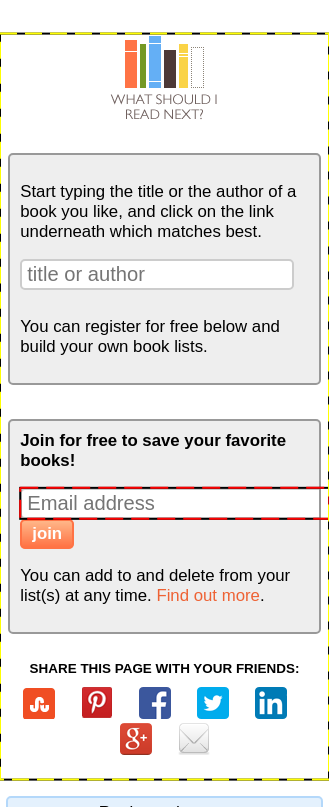 WHAT SHOULD I
READ NEXT?
Start typing the title or the author of a
book you like, and click on the link
underneath which matches best.
title or author
You can register for free below and
build your own book lists.
Join for free to save your favorite
books!
Email address
join
You can add to and delete from your
list(s) at any time. Find out more.
SHARE THIS PAGE WITH YOUR FRIENDS: